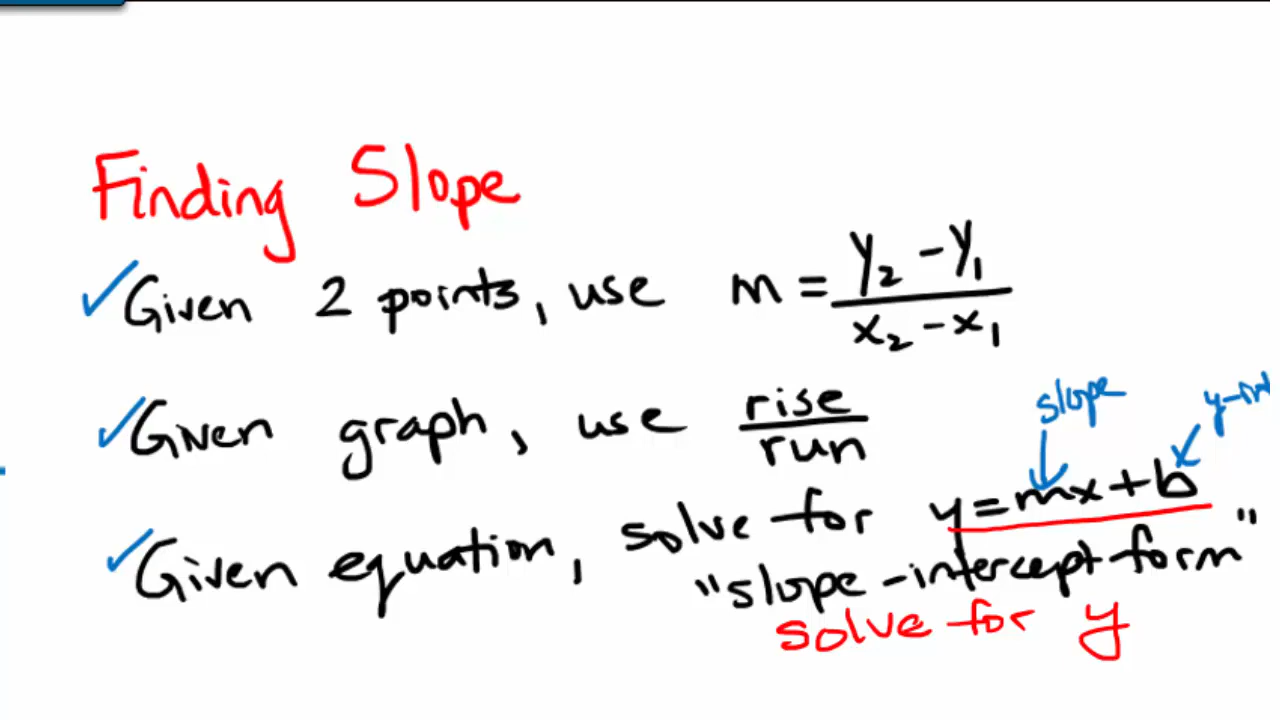 Finding Slope
✓Given 2 points, use m = y₂ - y₁ / x₂ - x₁
✓Given graph, use rise / run
slope y-int
✓Given equation, solve for y = mx + b
"slope-intercept form"
solve for y